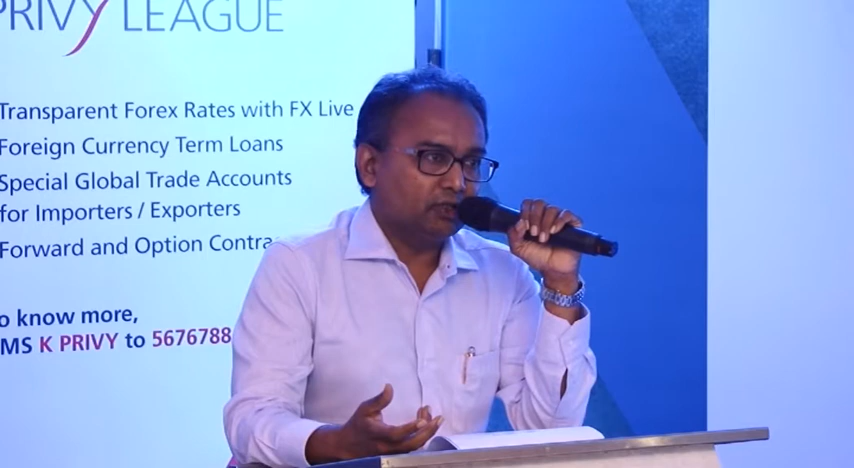 PRIVY LEAGUE
Transparent Forex Rates with FX Live
Foreign Currency Term Loans
Special Global Trade Accounts
for Importers / Exporters
Forward and Option Contra
o know more,
MS K PRIVY to 5676788